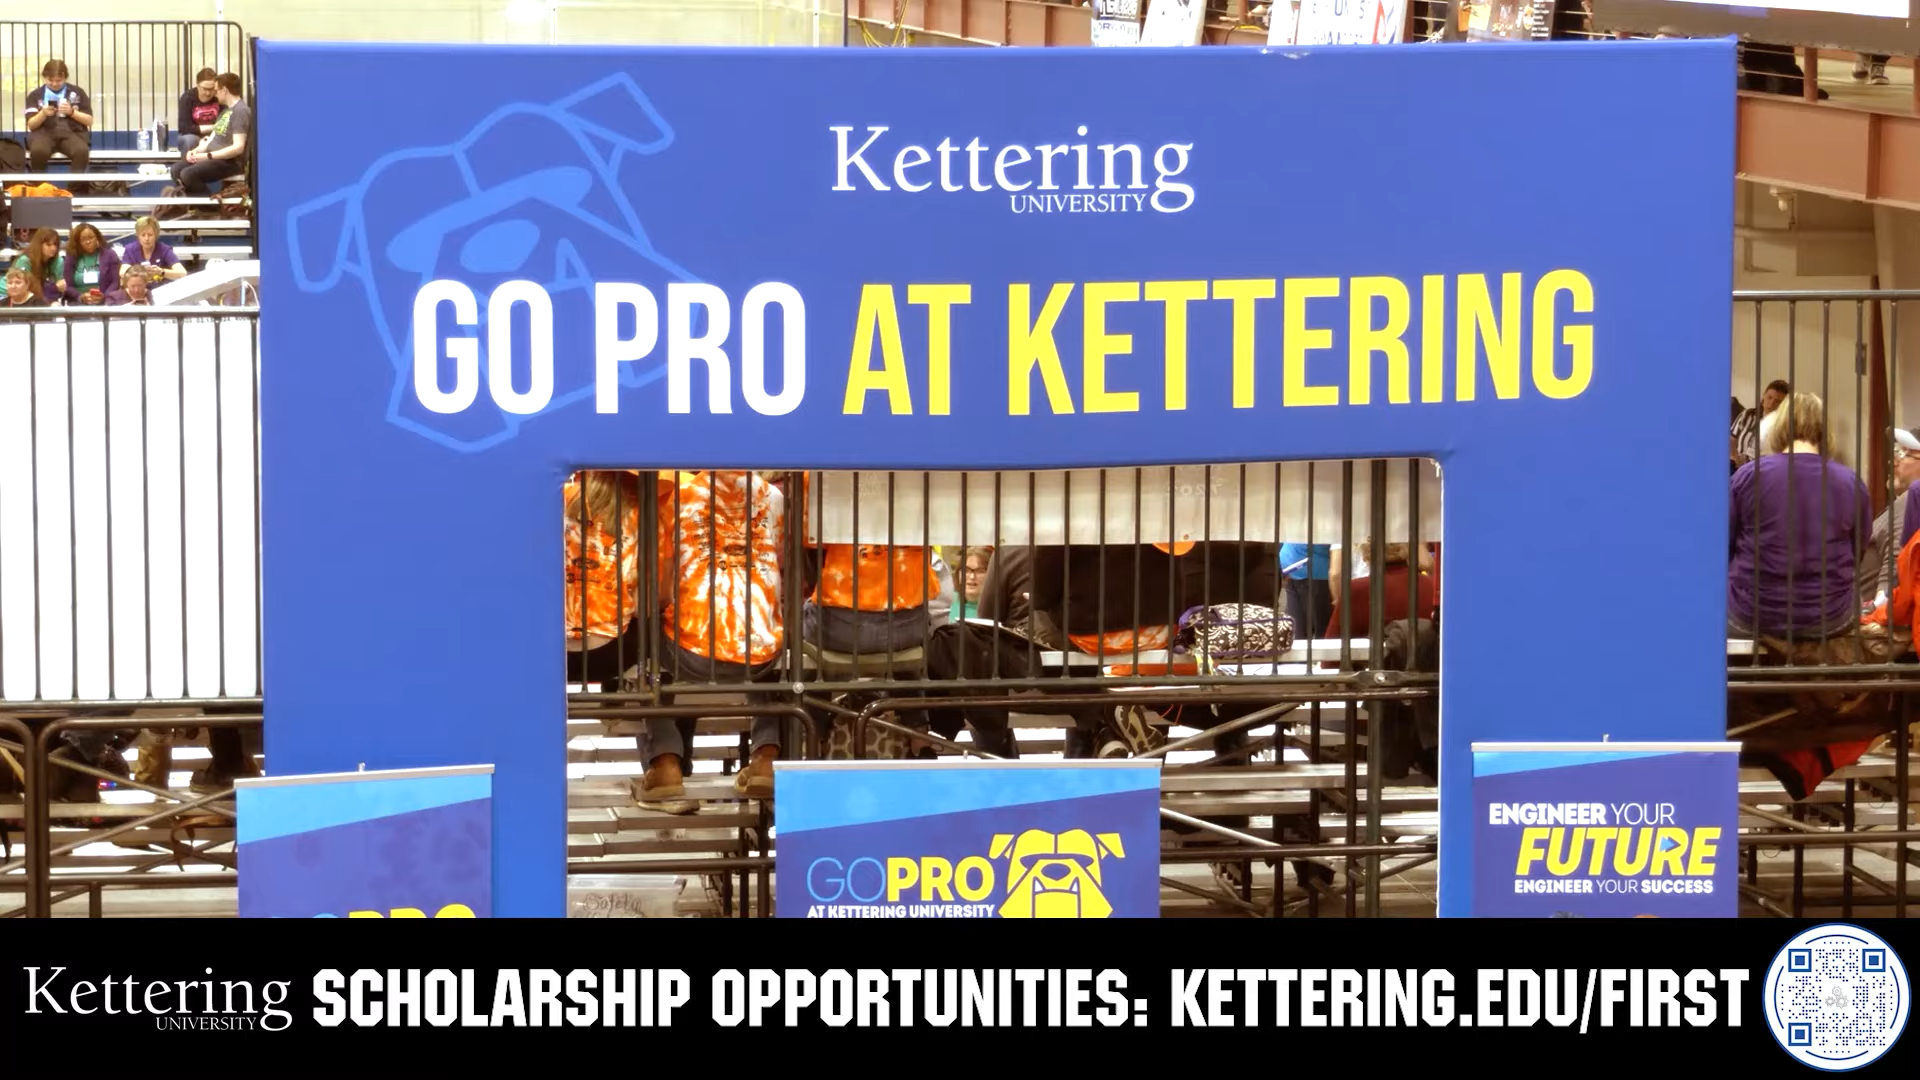 Kettering
UNIVERSITY
GO PRO AT KETTERING
GOPRO
AT KETTERING UNIVERSITY
ENGINEER YOUR
FUTURE
ENGINEER YOUR SUCCESS
Kettering
UNIVERSITY
SCHOLARSHIP OPPORTUNITIES: KETTERING.EDU/FIRST